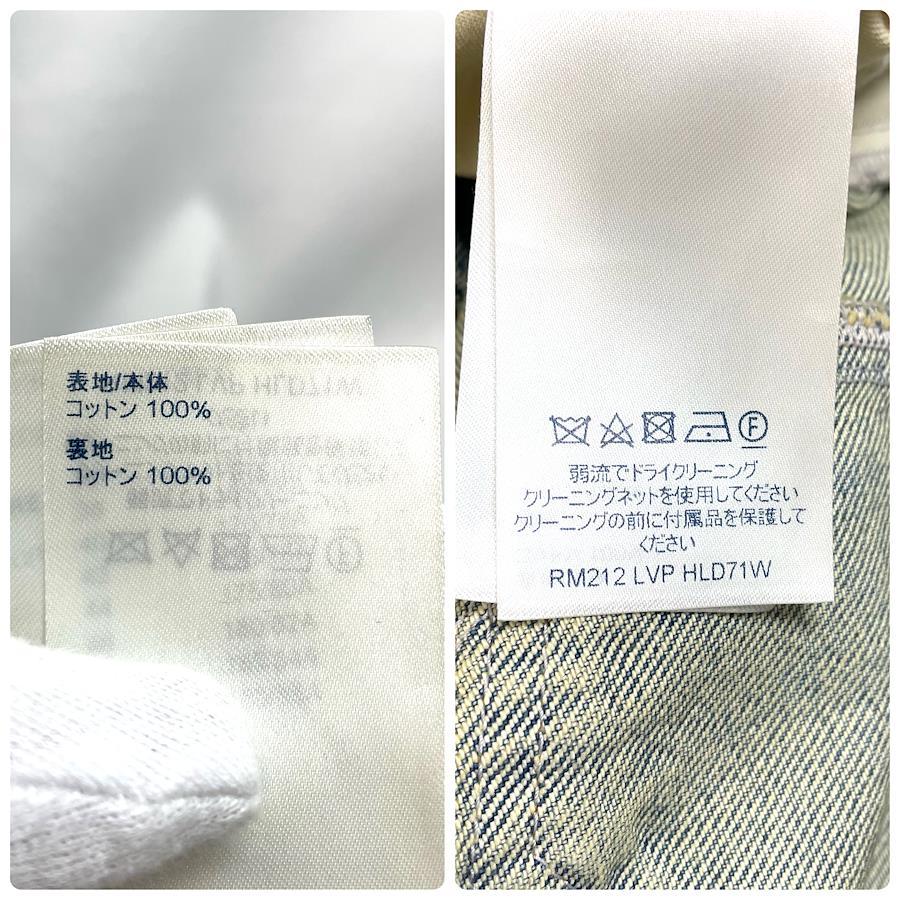 表地/本体
コットン 100%
裏地
コットン 100%
弱流でドライクリーニング
クリーニングネットを使用してください
クリーニングの前に付属品を保護して
ください
RM212 LVP HLD71W